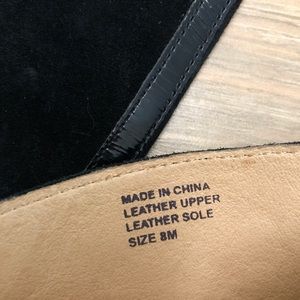 MADE IN CHINA
LEATHER UPPER
LEATHER SOLE
SIZE 8M